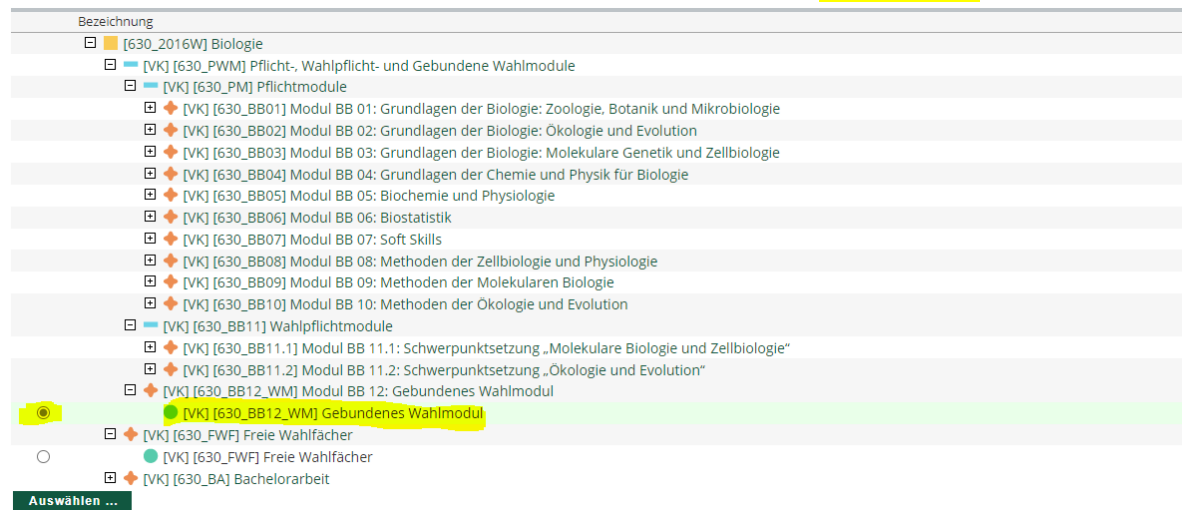 Bezeichnung
[630_2016W] Biologie
[VK] [630_PWM] Pflicht-, Wahlpflicht- und Gebundene Wahlmodule
[VK] [630_PM] Pflichtmodule
[VK] [630_BB01] Modul BB 01: Grundlagen der Biologie: Zoologie, Botanik und Mikrobiologie
[VK] [630_BB02] Modul BB 02: Grundlagen der Biologie: Ökologie und Evolution
[VK] [630_BB03] Modul BB 03: Grundlagen der Biologie: Molekulare Genetik und Zellbiologie
[VK] [630_BB04] Modul BB 04: Grundlagen der Chemie und Physik für Biologie
[VK] [630_BB05] Modul BB 05: Biochemie und Physiologie
[VK] [630_BB06] Modul BB 06: Biostatistik
[VK] [630_BB07] Modul BB 07: Soft Skills
[VK] [630_BB08] Modul BB 08: Methoden der Zellbiologie und Physiologie
[VK] [630_BB09] Modul BB 09: Methoden der Molekularen Biologie
[VK] [630_BB10] Modul BB 10: Methoden der Ökologie und Evolution
[VK] [630_BB11] Wahlpflichtmodule
[VK] [630_BB11.1] Modul BB 11.1: Schwerpunktsetzung „Molekulare Biologie und Zellbiologie“
[VK] [630_BB11.2] Modul BB 11.2: Schwerpunktsetzung „Ökologie und Evolution“
[VK] [630_BB12_WM] Modul BB 12: Gebundenes Wahlmodul
[VK] [630_BB12_WM] Gebundenes Wahlmodul
[VK] [630_FWF] Freie Wahlfächer
[VK] [630_FWF] Freie Wahlfächer
[VK] [630_BA] Bachelorarbeit
Auswählen ...